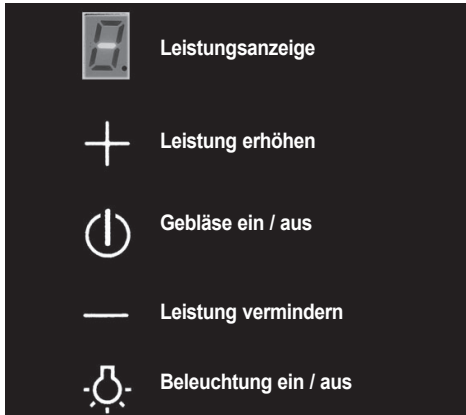 Leistungsanzeige
Leistung erhöhen
Gebläse ein / aus
Leistung vermindern
Beleuchtung ein / aus